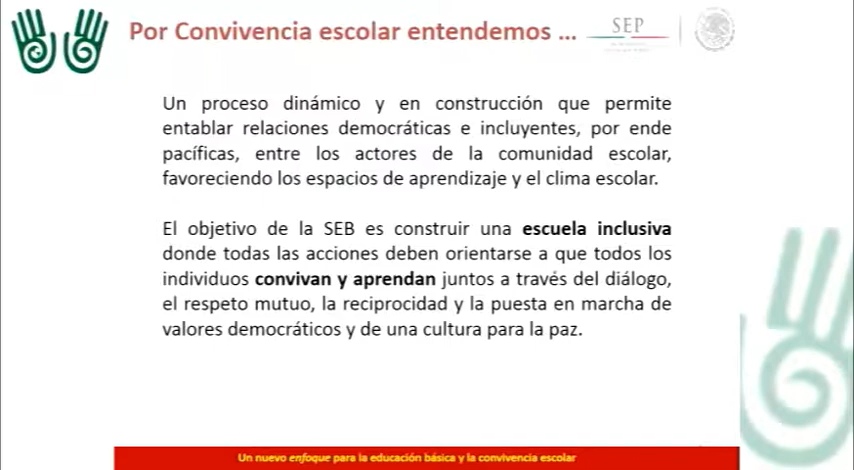 Por Convivencia escolar entendemos ...
SEP
Un proceso dinámico y en construcción que permite
entablar relaciones democráticas e incluyentes, por ende
pacíficas, entre los actores de la comunidad escolar,
favoreciendo los espacios de aprendizaje y el clima escolar.
El objetivo de la SEB es construir una escuela inclusiva
donde todas las acciones deben orientarse a que todos los
individuos convivan y aprendan juntos a través del diálogo,
el respeto mutuo, la reciprocidad y la puesta en marcha de
valores democráticos y de una cultura para la paz.
Un nuevo enfoque para la educación básica y la convivencia escolar